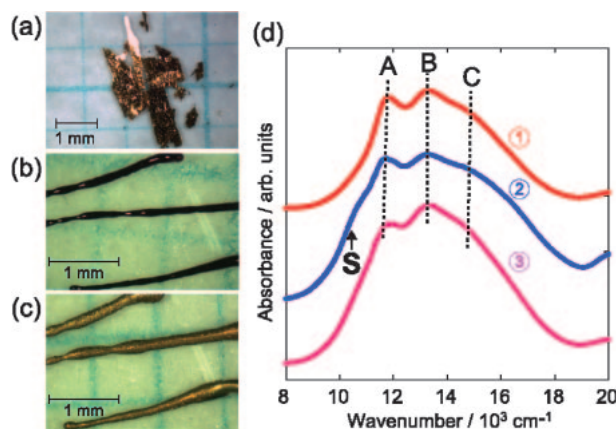 (a)
1 mm
(b)
1 mm
(c)
1 mm
(d)
A
B
C
①
②
③
S
Absorbance / arb. units
8 10 12 14 16 18 20
Wavenumber / 10³ cm⁻¹